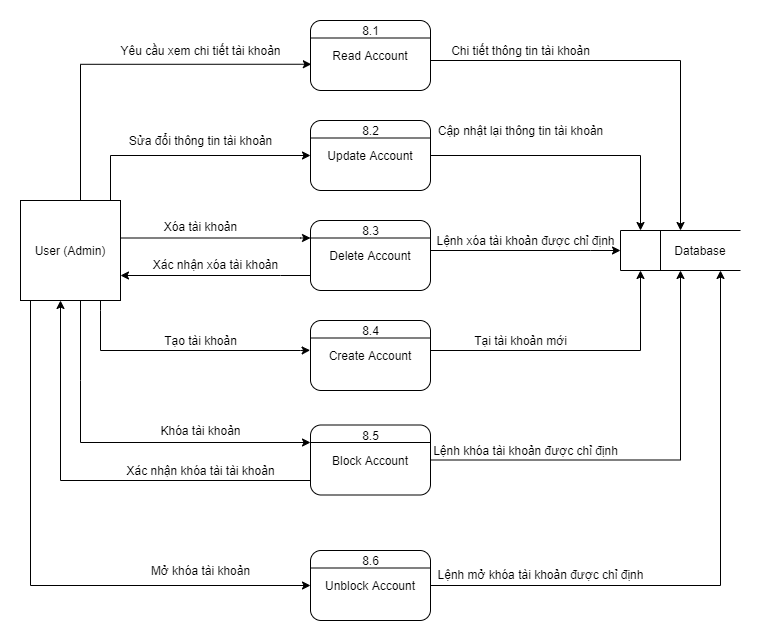 8.1
Yêu cầu xem chi tiết tài khoản
Read Account
Chi tiết thông tin tài khoản
8.2
Sửa đổi thông tin tài khoản
Update Account
Cập nhật lại thông tin tài khoản
8.3
Xóa tài khoản
Delete Account
Lệnh xóa tài khoản được chỉ định
User (Admin)
Database
Xác nhận xóa tài khoản
8.4
Tạo tài khoản
Create Account
Tại tài khoản mới
8.5
Khóa tài khoản
Block Account
Lệnh khóa tài khoản được chỉ định
Xác nhận khóa tài tài khoản
8.6
Mở khóa tài khoản
Unblock Account
Lệnh mở khóa tài khoản được chỉ định